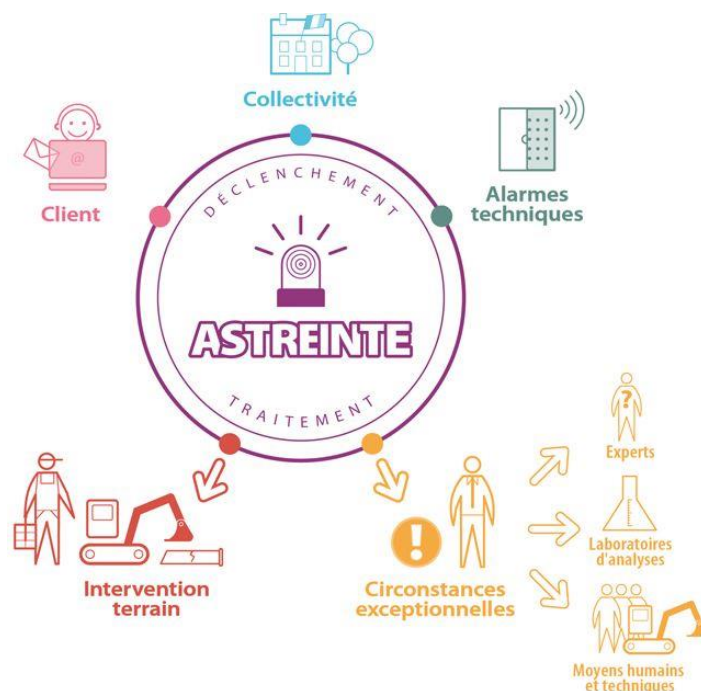 Collectivité
Client
Alarmes
techniques
DÉCLENCHEMENT
@
ASTREINTE
TRAITEMENT
?
Experts
Laboratoires
d'analyses
!
Intervention
terrain
Circonstances
exceptionnelles
Moyens humains
et techniques